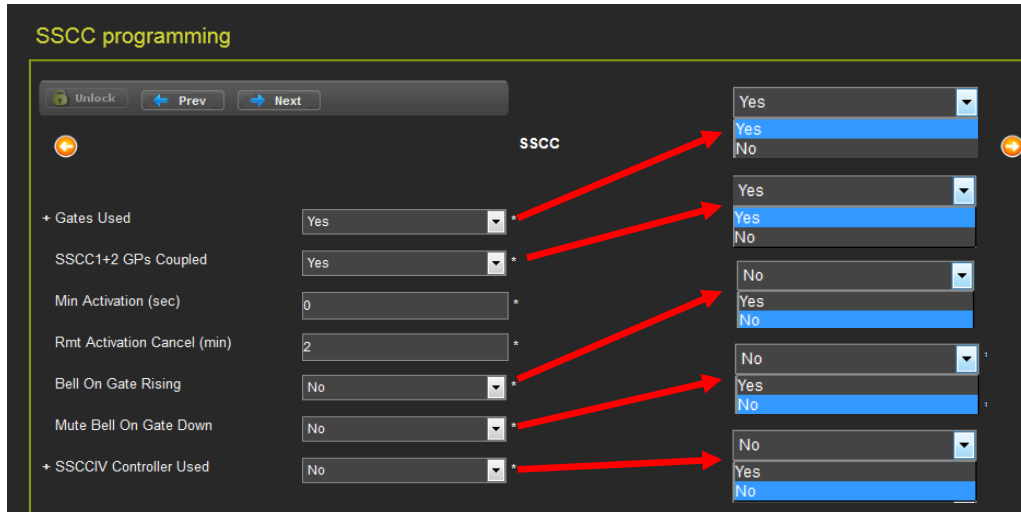 SSCC programming
Unlock Prev Next
SSCC
+ Gates Used Yes *
SSCC1+2 GPs Coupled Yes *
Min Activation (sec) 0 *
Rmt Activation Cancel (min) 2 *
Bell On Gate Rising No *
Mute Bell On Gate Down No *
+ SSCCIV Controller Used No *
Yes
Yes
No
Yes
Yes
No
No
Yes
No
No *
Yes
No *
No
Yes
No